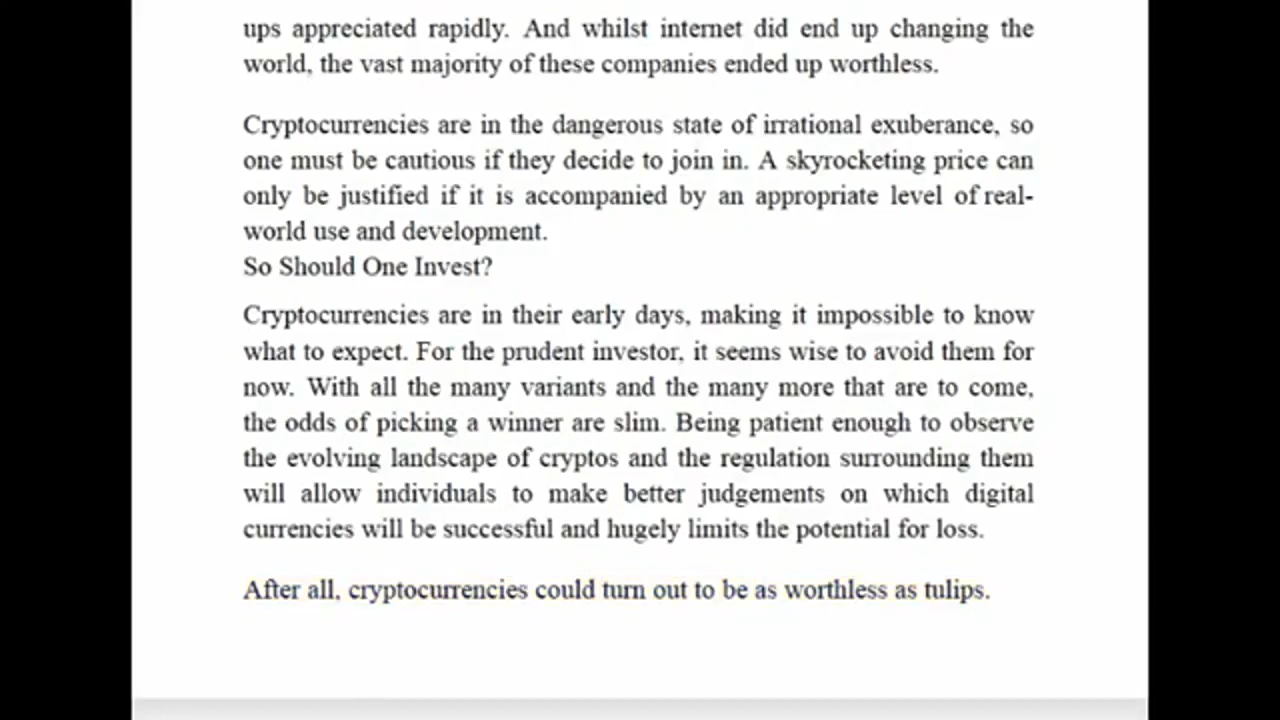 ups appreciated rapidly. And whilst internet did end up changing the
world, the vast majority of these companies ended up worthless.
Cryptocurrencies are in the dangerous state of irrational exuberance, so
one must be cautious if they decide to join in. A skyrocketing price can
only be justified if it is accompanied by an appropriate level of real-
world use and development.
So Should One Invest?
Cryptocurrencies are in their early days, making it impossible to know
what to expect. For the prudent investor, it seems wise to avoid them for
now. With all the many variants and the many more that are to come,
the odds of picking a winner are slim. Being patient enough to observe
the evolving landscape of cryptos and the regulation surrounding them
will allow individuals to make better judgements on which digital
currencies will be successful and hugely limits the potential for loss.
After all, cryptocurrencies could turn out to be as worthless as tulips.